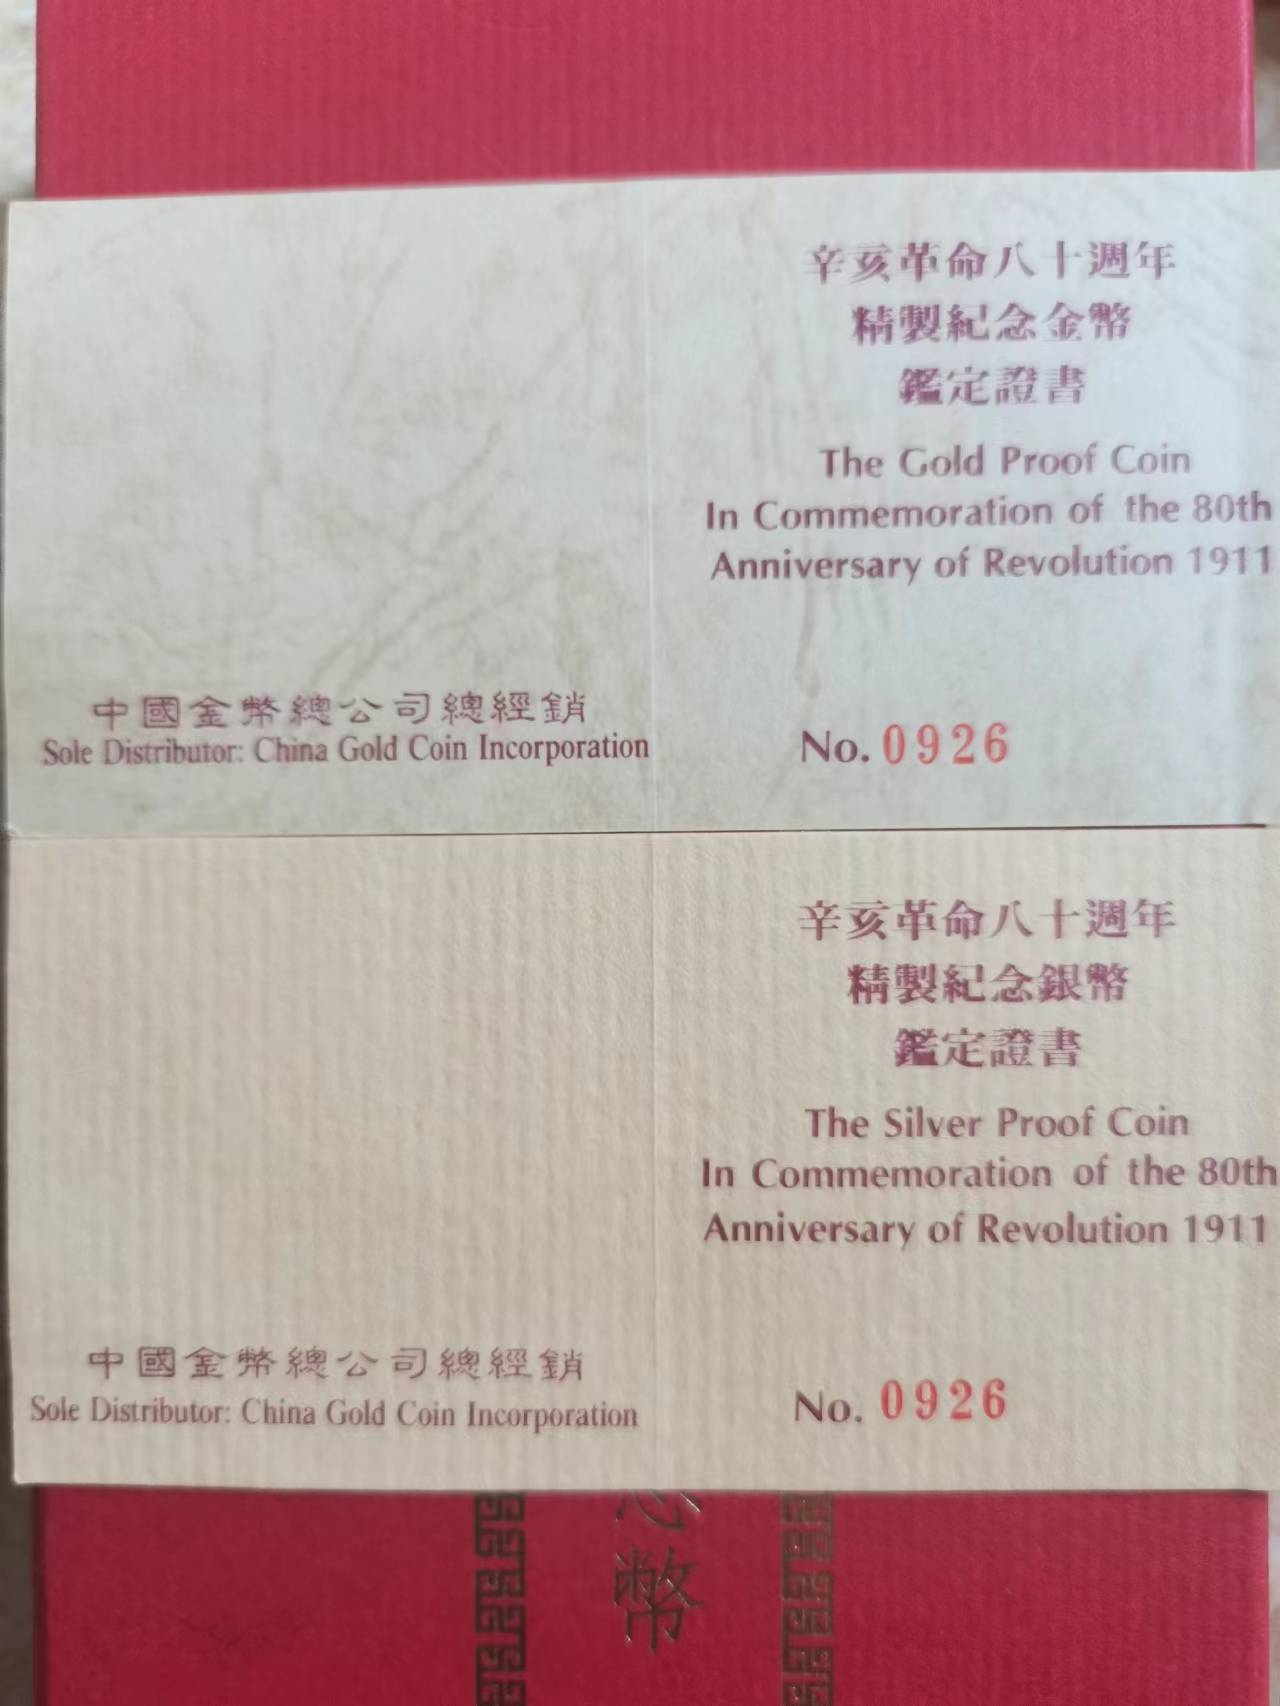 辛亥革命八十週年
精製紀念金幣
鑑定證書
The Gold Proof Coin
In Commemoration of the 80th
Anniversary of Revolution 1911
中國金幣總公司總經銷
Sole Distributor: China Gold Coin Incorporation
No. 0926
辛亥革命八十週年
精製紀念銀幣
鑑定證書
The Silver Proof Coin
In Commemoration of the 80th
Anniversary of Revolution 1911
中國金幣總公司總經銷
Sole Distributor: China Gold Coin Incorporation
No. 0926
幣